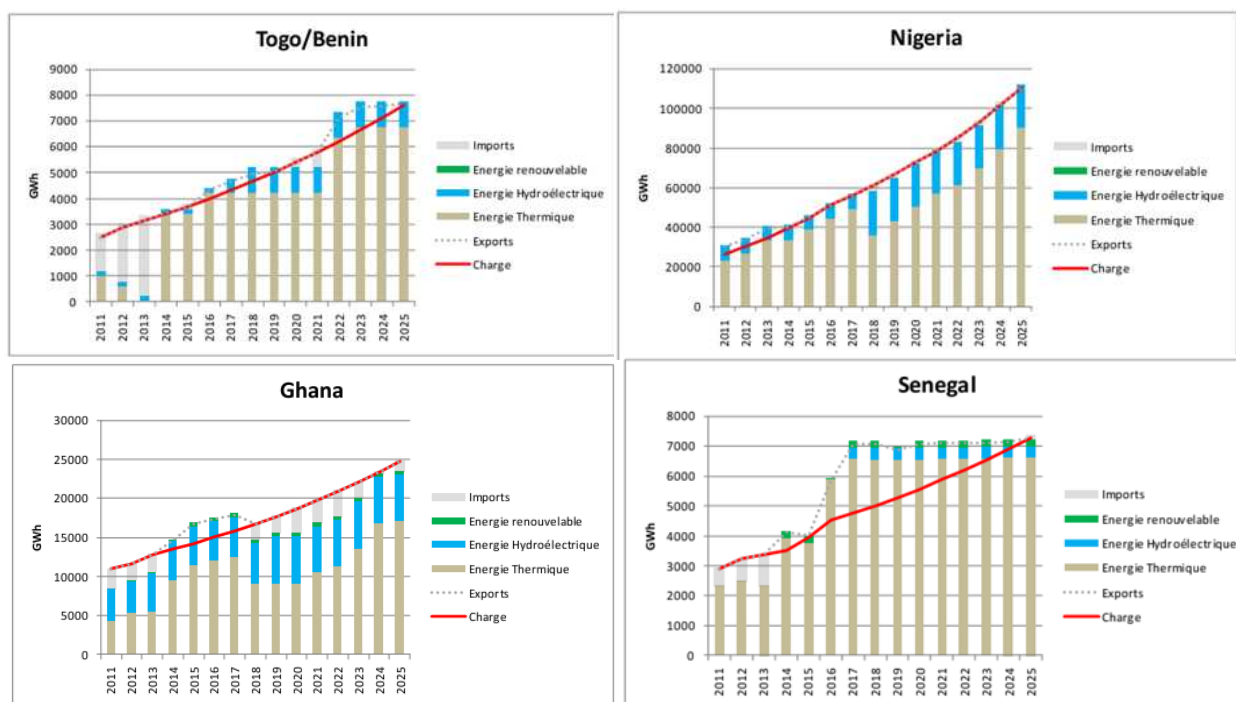 Togo/Benin
9000
8000
7000
6000
5000
4000
3000
2000
1000
0
GWh
2011
2012
2013
2014
2015
2016
2017
2018
2019
2020
2021
2022
2023
2024
2025
Imports
Energie renouvelable
Energie Hydroélectrique
Energie Thermique
Exports
Charge
Nigeria
120000
100000
80000
60000
40000
20000
0
GWh
2011
2012
2013
2014
2015
2016
2017
2018
2019
2020
2021
2022
2023
2024
2025
Imports
Energie renouvelable
Energie Hydroélectrique
Energie Thermique
Exports
Charge
Ghana
30000
25000
20000
15000
10000
5000
0
GWh
2011
2012
2013
2014
2015
2016
2017
2018
2019
2020
2021
2022
2023
2024
2025
Imports
Energie renouvelable
Energie Hydroélectrique
Energie Thermique
Exports
Charge
Senegal
8000
7000
6000
5000
4000
3000
2000
1000
0
GWh
2011
2012
2013
2014
2015
2016
2017
2018
2019
2020
2021
2022
2023
2024
2025
Imports
Energie renouvelable
Energie Hydroélectrique
Energie Thermique
Exports
Charge